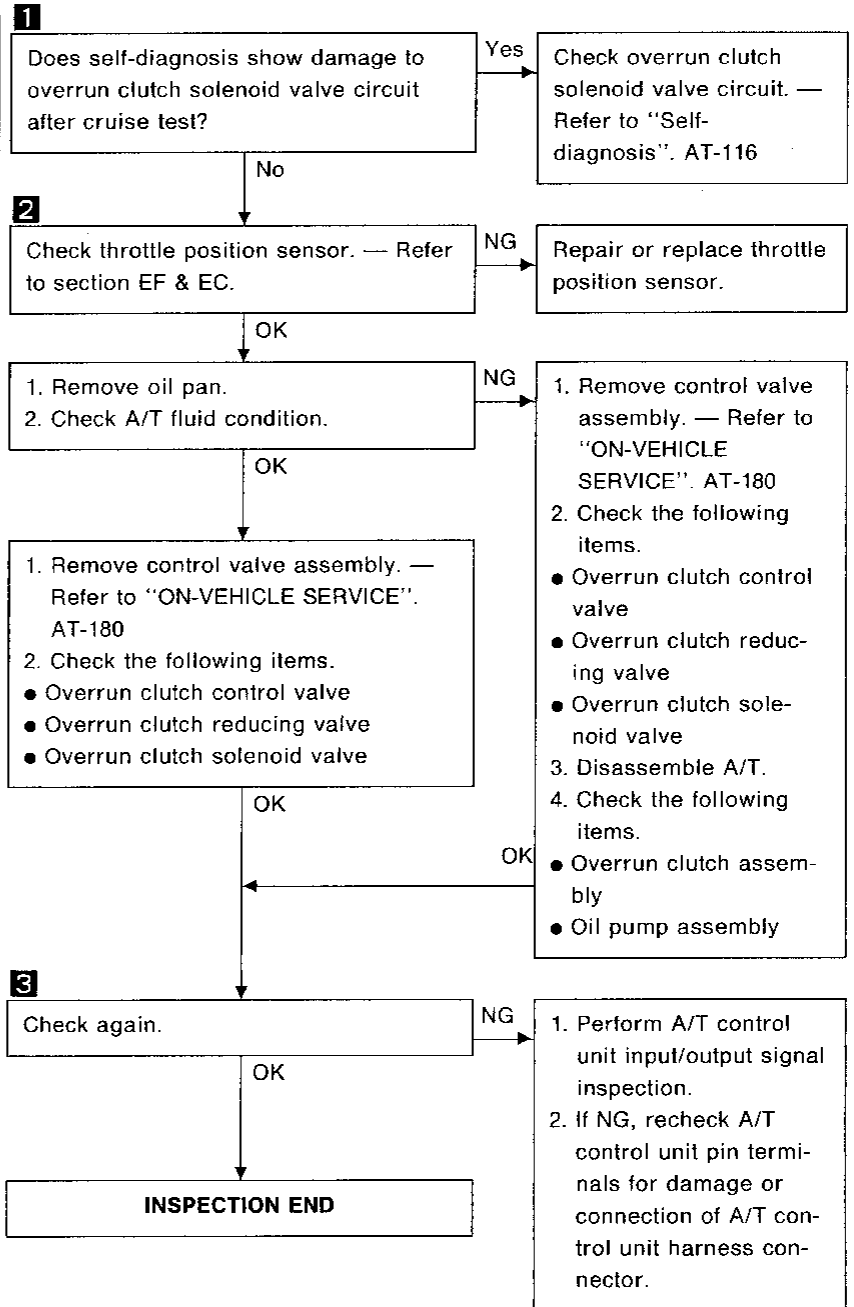 1
Does self-diagnosis show damage to
overrun clutch solenoid valve circuit
after cruise test?
Yes
Check overrun clutch
solenoid valve circuit. —
Refer to “Self-
diagnosis”. AT-116
No
2
Check throttle position sensor. — Refer
to section EF & EC.
NG
Repair or replace throttle
position sensor.
OK
1. Remove oil pan.
2. Check A/T fluid condition.
NG
1. Remove control valve
assembly. — Refer to
“ON-VEHICLE
SERVICE”. AT-180
2. Check the following
items.
● Overrun clutch control
valve
● Overrun clutch reduc-
ing valve
● Overrun clutch sole-
noid valve
3. Disassemble A/T.
4. Check the following
items.
● Overrun clutch assem-
bly
● Oil pump assembly
OK
1. Remove control valve assembly. —
Refer to “ON-VEHICLE SERVICE”.
AT-180
2. Check the following items.
● Overrun clutch control valve
● Overrun clutch reducing valve
● Overrun clutch solenoid valve
OK
OK
3
Check again.
NG
1. Perform A/T control
unit input/output signal
inspection.
2. If NG, recheck A/T
control unit pin termi-
nals for damage or
connection of A/T con-
trol unit harness con-
nector.
OK
INSPECTION END